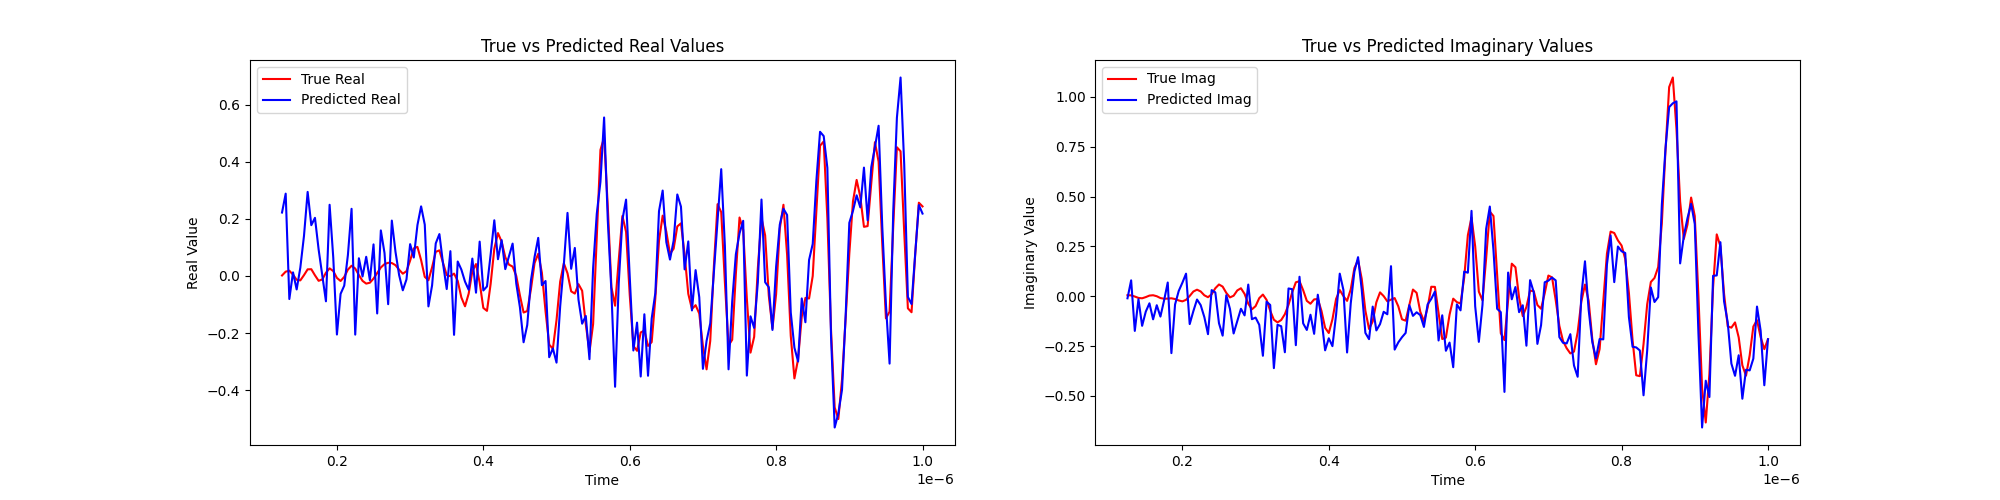 True vs Predicted Real Values
True Real
Predicted Real
Real Value
0.6
0.4
0.2
0.0
−0.2
−0.4
0.2
0.4
0.6
0.8
1.0
1e−6
Time
True vs Predicted Imaginary Values
True Imag
Predicted Imag
Imaginary Value
1.00
0.75
0.50
0.25
0.00
−0.25
−0.50
0.2
0.4
0.6
0.8
1.0
1e−6
Time